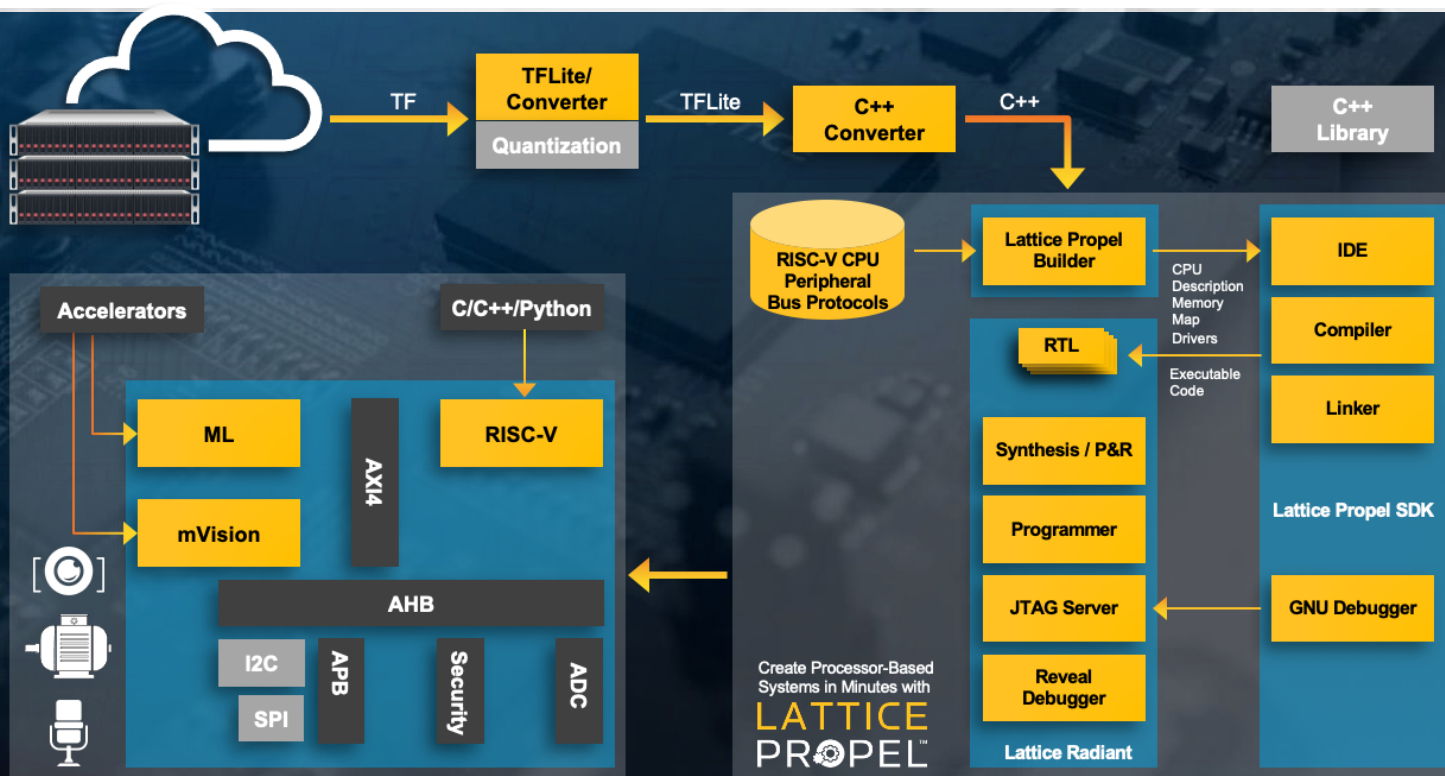 TF
TFLite/
Converter
Quantization
TFLite
C++
Converter
C++
C++
Library
RISC-V CPU
Peripheral
Bus Protocols
Lattice Propel
Builder
CPU
Description
Memory
Map
Drivers
IDE
Compiler
Linker
Lattice Propel SDK
GNU Debugger
RTL
Executable
Code
Synthesis / P&R
Programmer
JTAG Server
Reveal
Debugger
Lattice Radiant
Create Processor-Based
Systems in Minutes with
LATTICE
PROPEL™
Accelerators
C/C++/Python
ML
AXI4
RISC-V
mVision
AHB
I2C
SPI
APB
Security
ADC